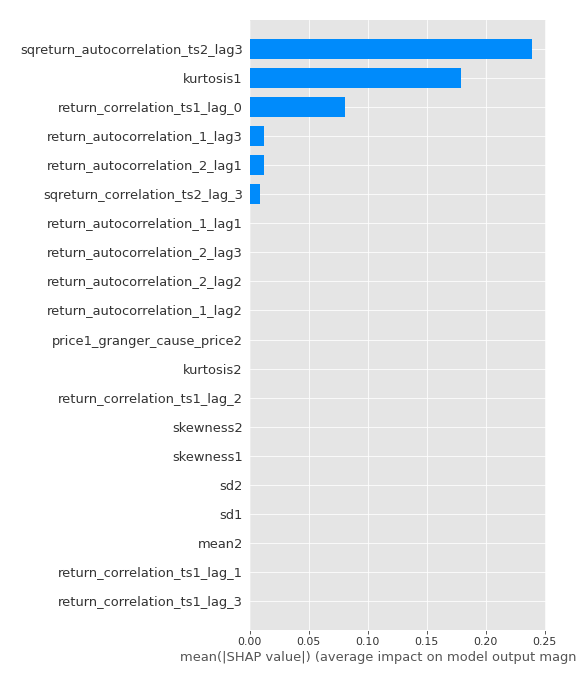 sqreturn_autocorrelation_ts2_lag3
kurtosis1
return_correlation_ts1_lag_0
return_autocorrelation_1_lag3
return_autocorrelation_2_lag1
sqreturn_correlation_ts2_lag_3
return_autocorrelation_1_lag1
return_autocorrelation_2_lag3
return_autocorrelation_2_lag2
return_autocorrelation_1_lag2
price1_granger_cause_price2
kurtosis2
return_correlation_ts1_lag_2
skewness2
skewness1
sd2
sd1
mean2
return_correlation_ts1_lag_1
return_correlation_ts1_lag_3
0.00 0.05 0.10 0.15 0.20 0.25
mean(|SHAP value|) (average impact on model output magn